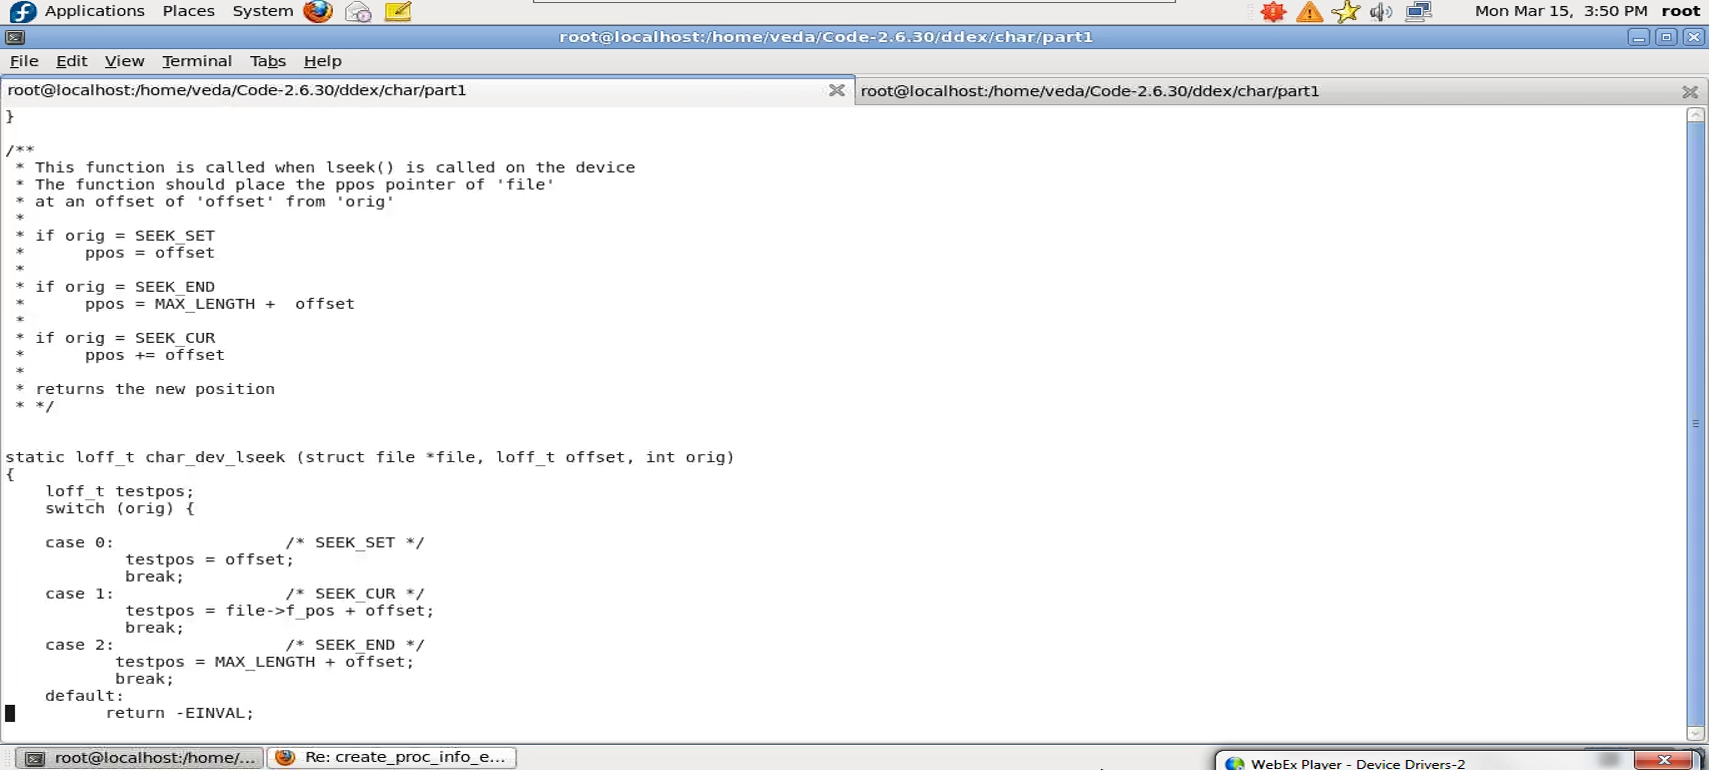 Applications Places System Mon Mar 15, 3:50 PM root
root@localhost:/home/veda/Code-2.6.30/ddex/char/part1
File Edit View Terminal Tabs Help
root@localhost:/home/veda/Code-2.6.30/ddex/char/part1 root@localhost:/home/veda/Code-2.6.30/ddex/char/part1
}
/**
 * This function is called when lseek() is called on the device
 * The function should place the ppos pointer of 'file'
 * at an offset of 'offset' from 'orig'
 *
 * if orig = SEEK_SET
 *      ppos = offset
 *
 * if orig = SEEK_END
 *      ppos = MAX_LENGTH +  offset
 *
 * if orig = SEEK_CUR
 *      ppos += offset
 *
 * returns the new position
 * */
static loff_t char_dev_lseek (struct file *file, loff_t offset, int orig)
{
    loff_t testpos;
    switch (orig) {
    case 0:                 /* SEEK_SET */
            testpos = offset;
            break;
    case 1:                 /* SEEK_CUR */
            testpos = file->f_pos + offset;
            break;
    case 2:                 /* SEEK_END */
           testpos = MAX_LENGTH + offset;
           break;
    default:
          return -EINVAL;
root@localhost:/home/... Re: create_proc_info_e...
WebEx Player - Device Drivers-2